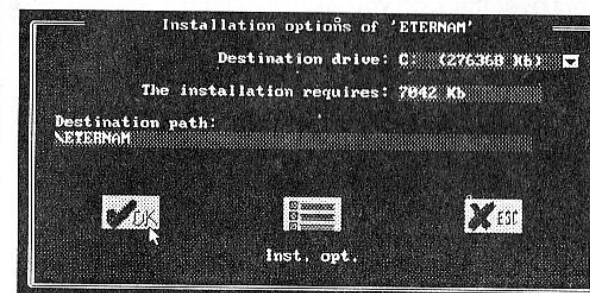 Installation options of 'ETERNAM'
Destination drive: C: (276368 Kb)
The installation requires: 7042 Kb
Destination path:
\ETERNAM
OK
ESC
Inst. opt.